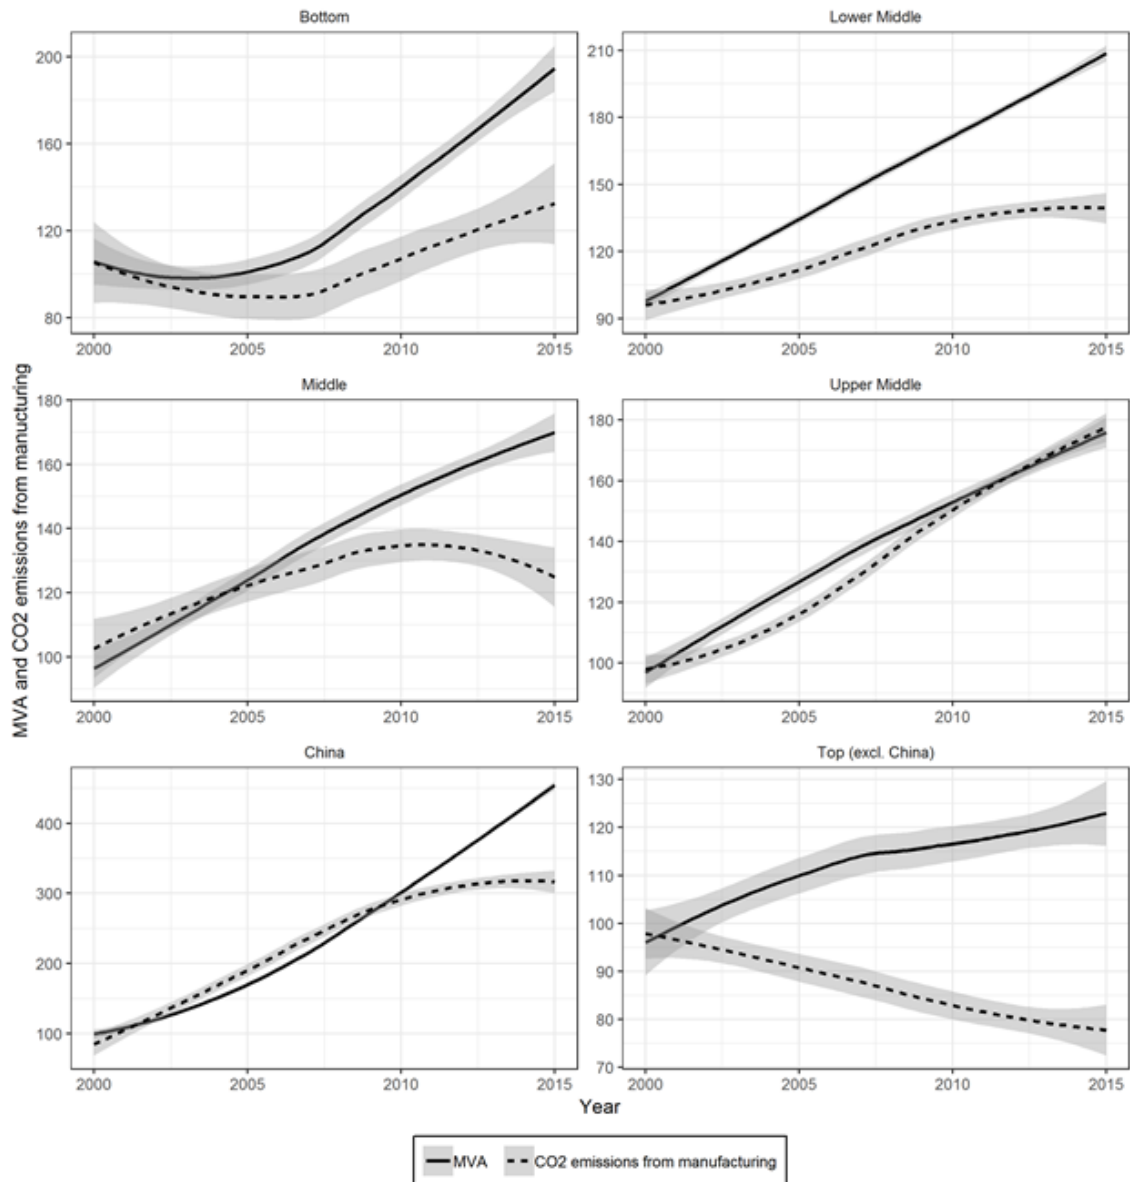 Bottom
Lower Middle
200
160
120
80
2000 2005 2010 2015
210
180
150
120
90
2000 2005 2010 2015
MVA and CO2 emissions from manucturing
Middle
Upper Middle
180
160
140
120
100
2000 2005 2010 2015
180
160
140
120
100
2000 2005 2010 2015
China
Top (excl. China)
400
300
200
100
2000 2005 2010 2015
130
120
110
100
90
80
70
2000 2005 2010 2015
Year
MVA CO2 emissions from manufacturing